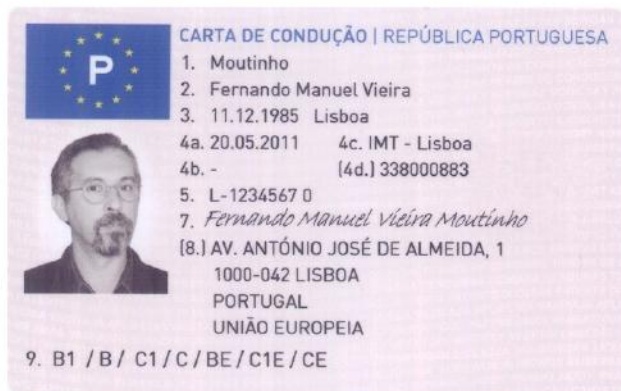 P
CARTA DE CONDUÇÃO | REPÚBLICA PORTUGUESA
1. Moutinho
2. Fernando Manuel Vieira
3. 11.12.1985 Lisboa
4a. 20.05.2011 4c. IMT - Lisboa
4b. - (4d.) 338000883
5. L-1234567 0
7. Fernando Manuel Vieira Moutinho
(8.) AV. ANTÓNIO JOSÉ DE ALMEIDA, 1
1000-042 LISBOA
PORTUGAL
UNIÃO EUROPEIA
9. B1 / B / C1 / C / BE / C1E / CE